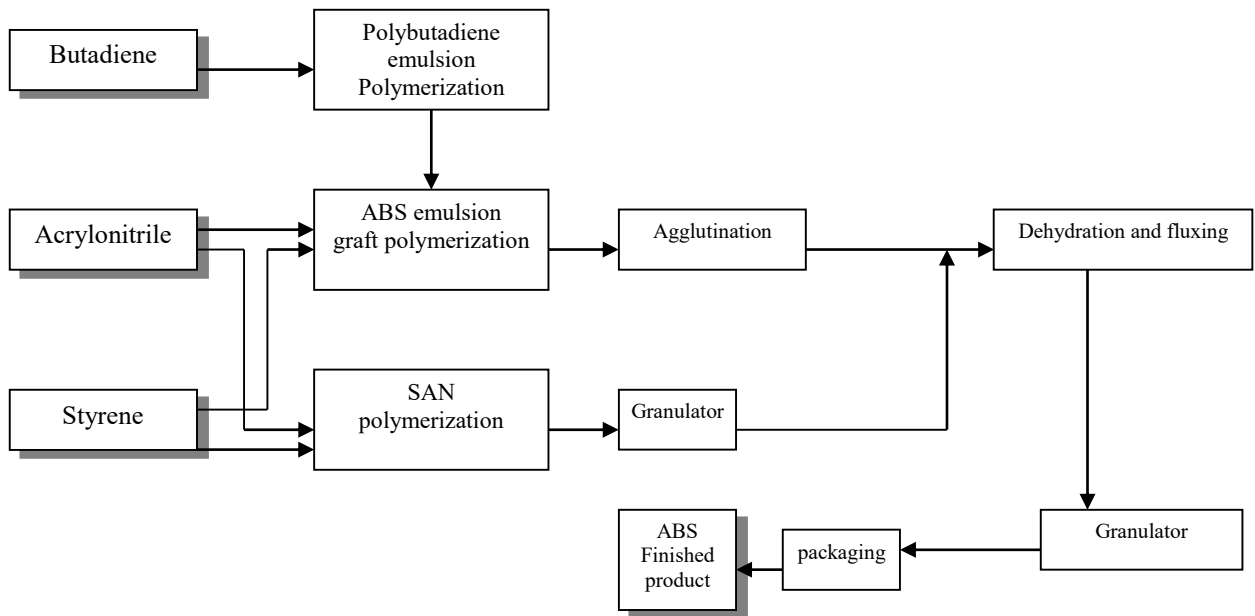 Butadiene
Polybutadiene
emulsion
Polymerization
Acrylonitrile
ABS emulsion
graft polymerization
Agglutination
Dehydration and fluxing
Styrene
SAN
polymerization
Granulator
ABS
Finished
product
packaging
Granulator